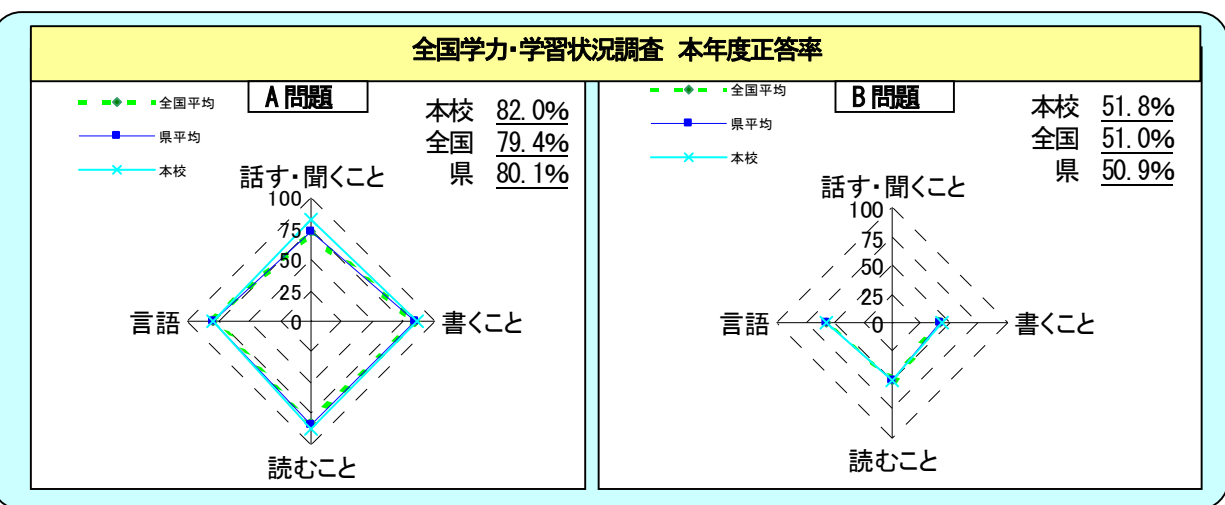 全国学力・学習状況調査 本年度正答率
A問題
全国平均
県平均
本校
本校 82.0%
全国 79.4%
県 80.1%
話す・聞くこと
100
75
50
25
0
言語
書くこと
読むこと
B問題
全国平均
県平均
本校
本校 51.8%
全国 51.0%
県 50.9%
話す・聞くこと
100
75
50
25
0
言語
書くこと
読むこと